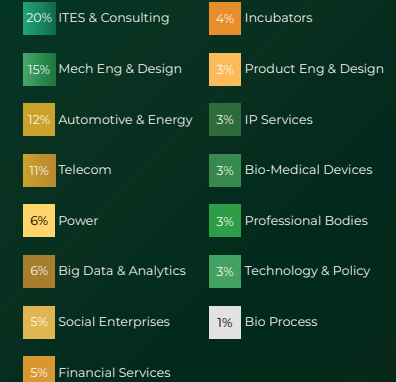 20% ITES & Consulting
15% Mech Eng & Design
12% Automotive & Energy
11% Telecom
6% Power
6% Big Data & Analytics
5% Social Enterprises
5% Financial Services
4% Incubators
3% Product Eng & Design
3% IP Services
3% Bio-Medical Devices
3% Professional Bodies
3% Technology & Policy
1% Bio Process